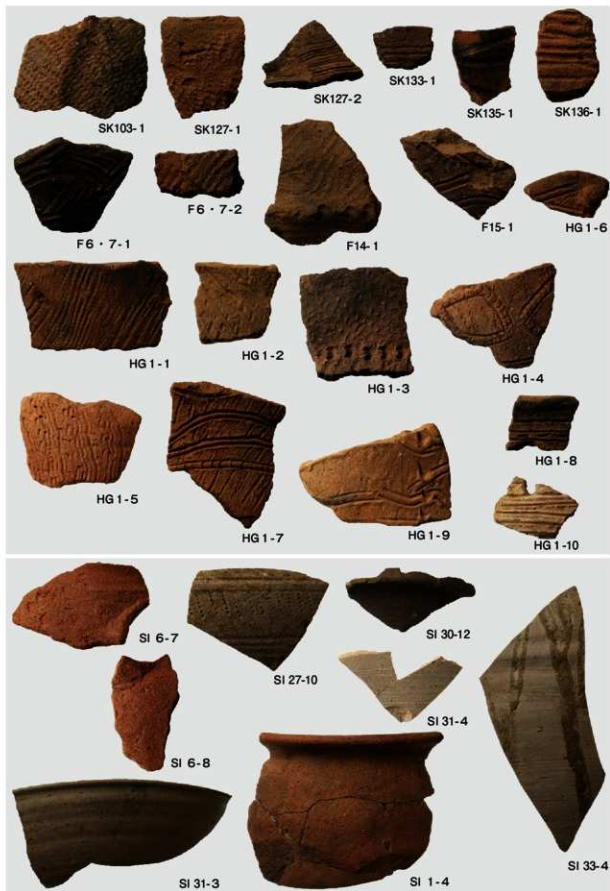 SK103-1
SK127-1
SK127-2
SK133-1
SK135-1
SK136-1
F6・7-1
F6・7-2
F14-1
F15-1
HG1-6
HG1-1
HG1-2
HG1-3
HG1-4
HG1-5
HG1-7
HG1-9
HG1-8
HG1-10
SI 6-7
SI 27-10
SI 30-12
SI 31-4
SI 6-8
SI 31-3
SI 1-4
SI 33-4